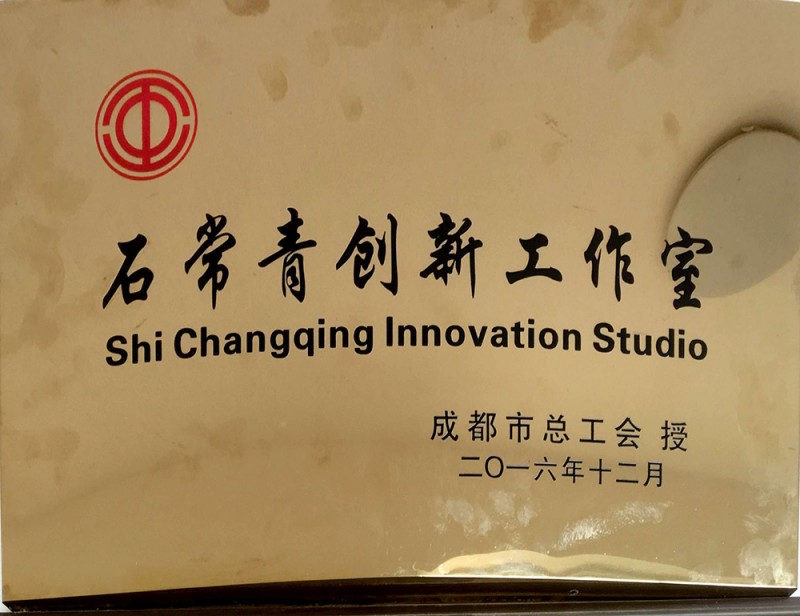 石常青创新工作室
Shi Changqing Innovation Studio
成都市总工会 授
二〇一六年十二月